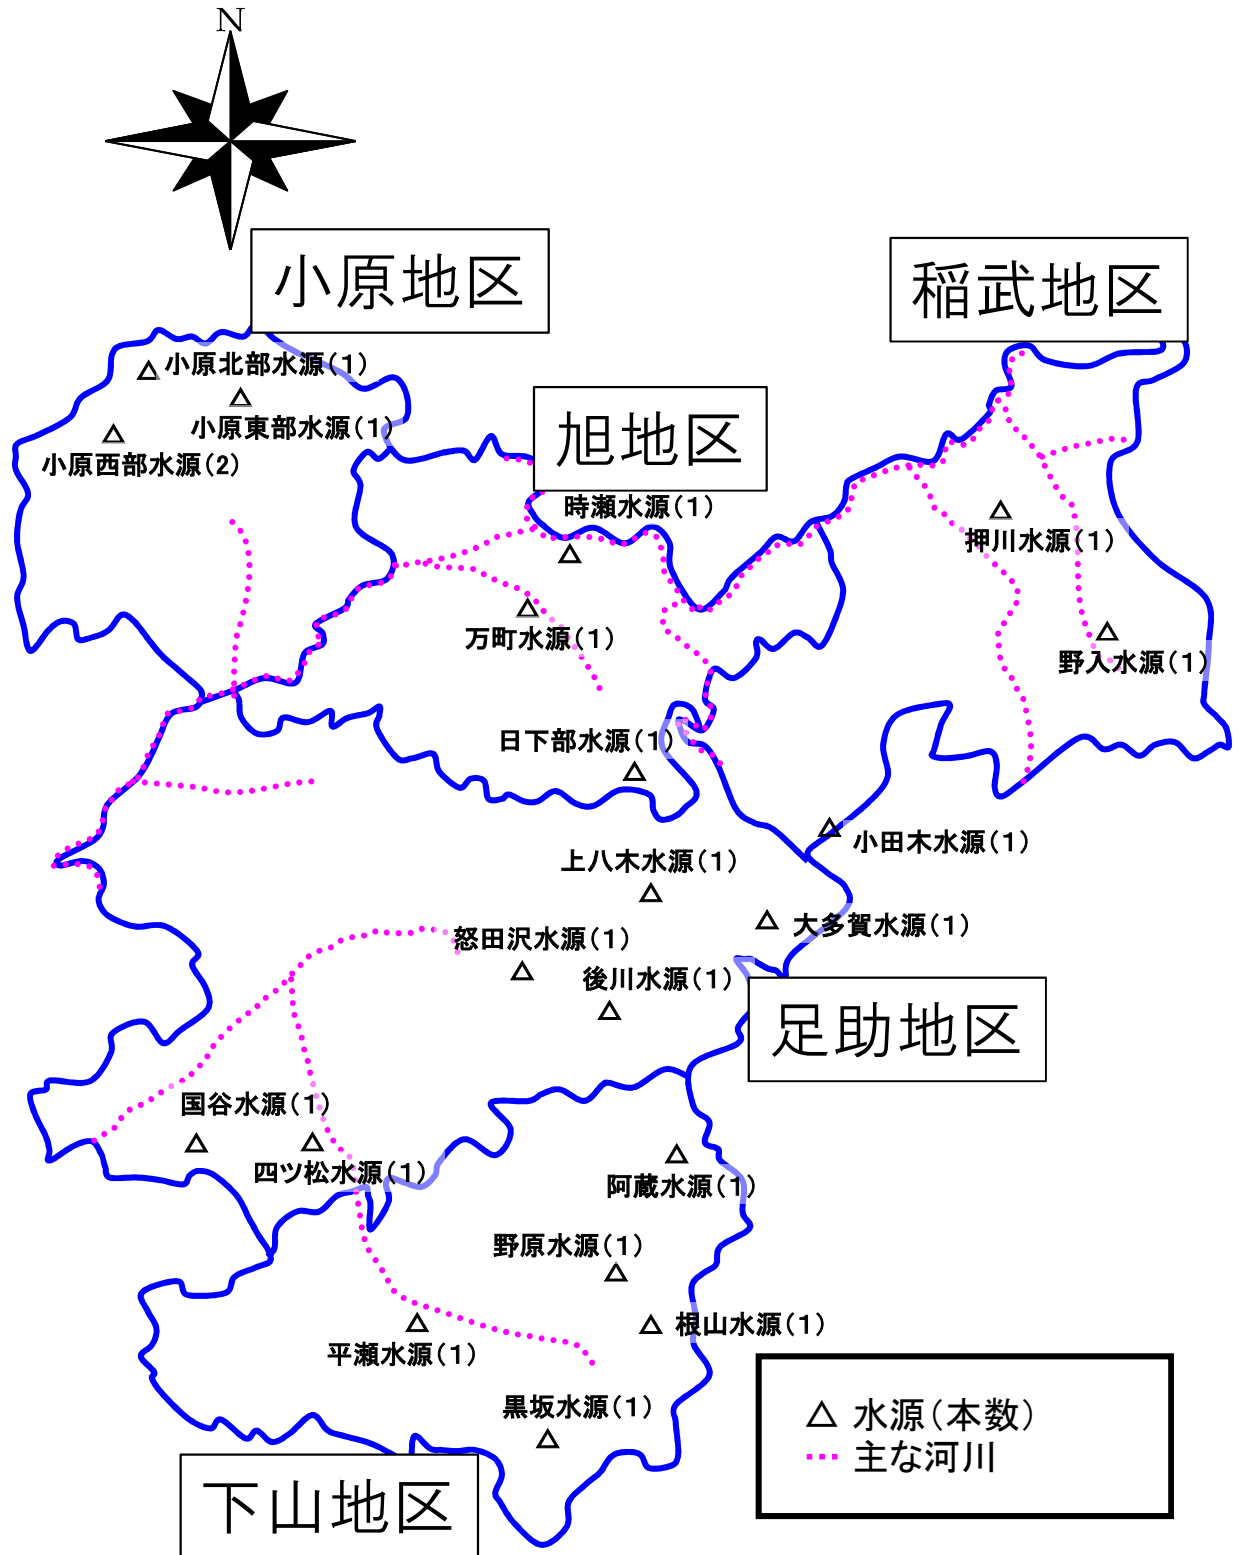 N
小原地区
稲武地区
小原北部水源(1)
小原東部水源(1)
小原西部水源(2)
旭地区
時瀬水源(1)
押川水源(1)
万町水源(1)
野入水源(1)
日下部水源(1)
小田木水源(1)
上八木水源(1)
大多賀水源(1)
怒田沢水源(1)
後川水源(1)
足助地区
国谷水源(1)
四ツ松水源(1)
阿蔵水源(1)
野原水源(1)
根山水源(1)
平瀬水源(1)
黒坂水源(1)
水源(本数)
主な河川
下山地区